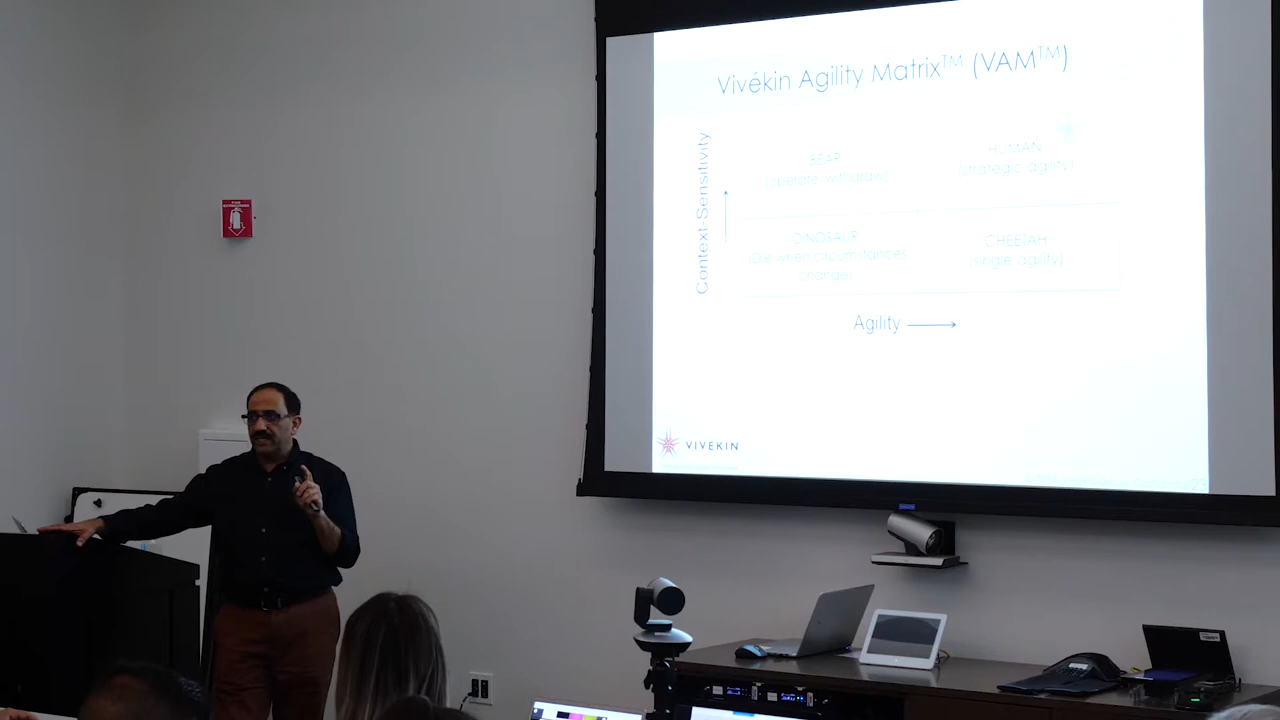 Vivékin Agility Matrix™ (VAM™)
Context-Sensitivity
BEAR
(operate/withdraw)
HUMAN
(strategic agility)
DINOSAUR
(Die when circumstances
change)
CHEETAH
(single agility)
Agility
VIVEKIN
23